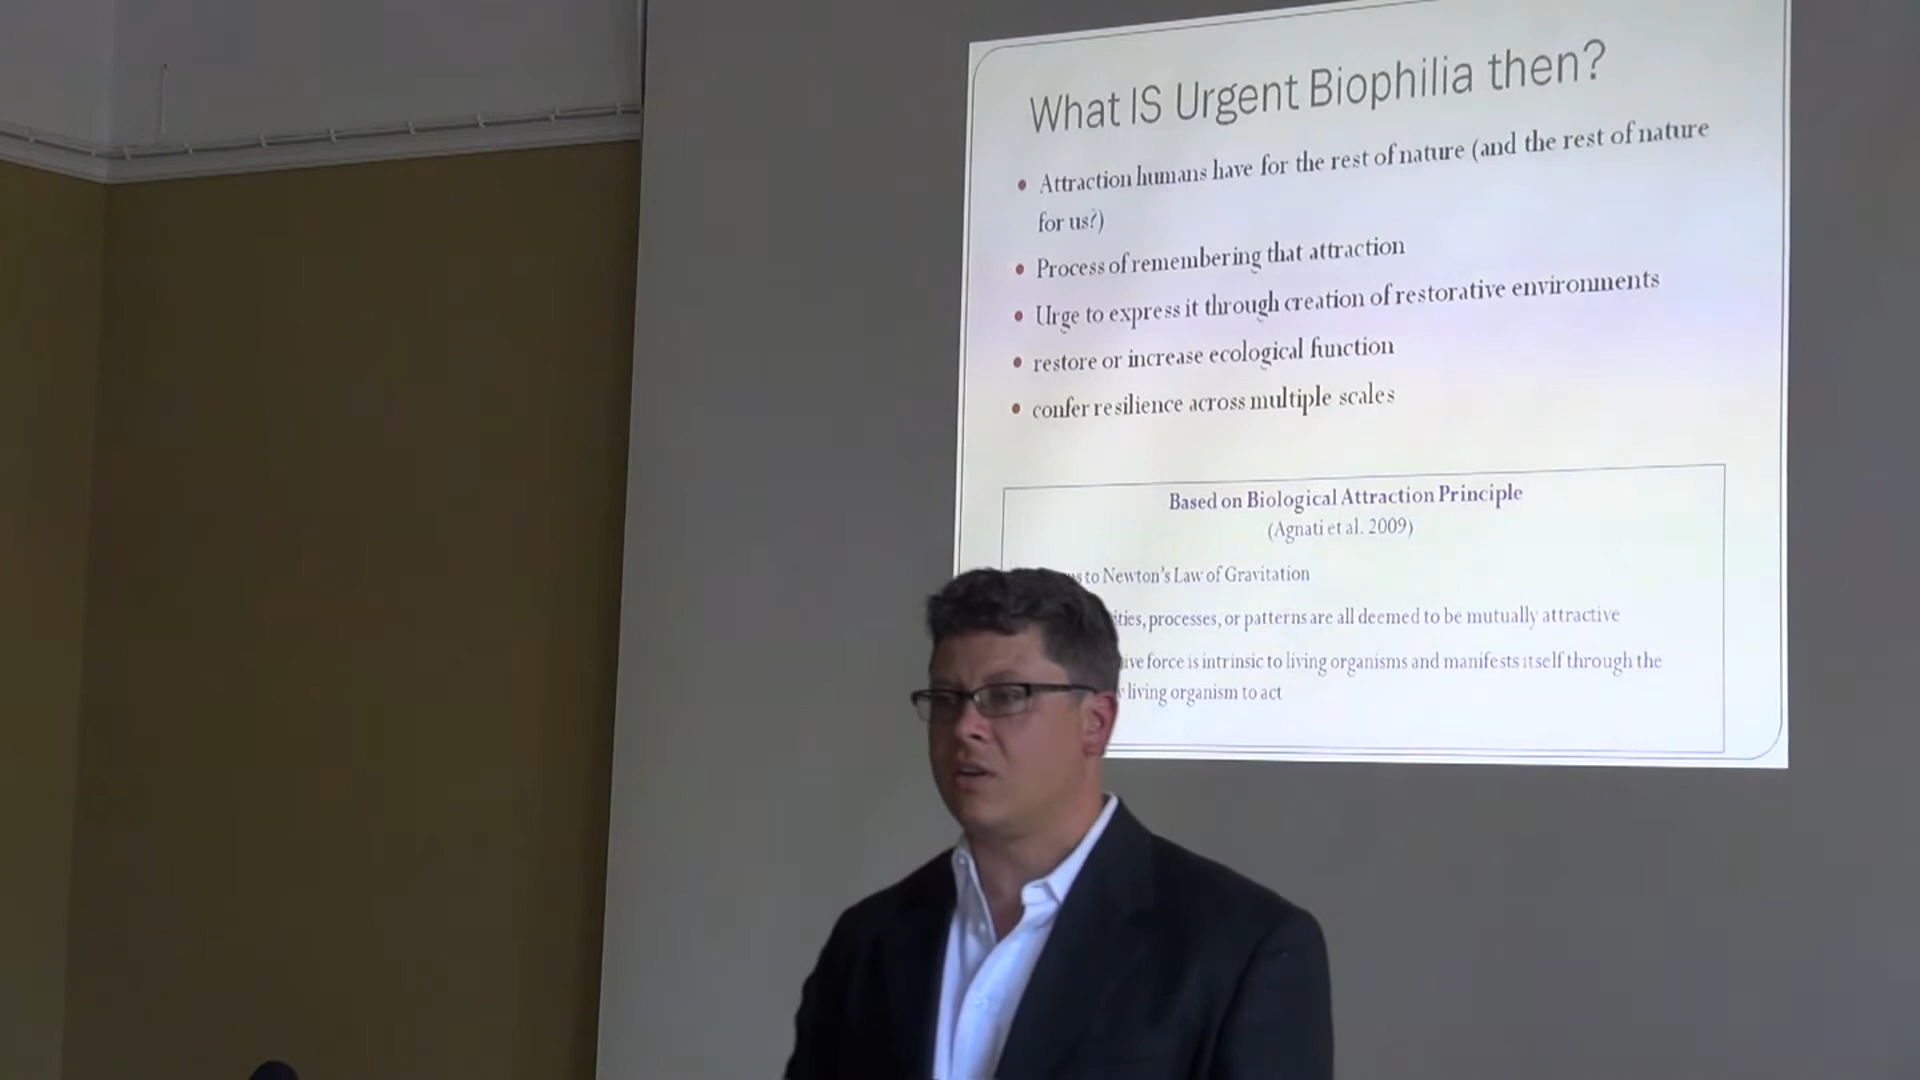 What IS Urgent Biophilia then?
• Attraction humans have for the rest of nature (and the rest of nature
for us?)
• Process of remembering that attraction
• Urge to express it through creation of restorative environments
• restore or increase ecological function
• confer resilience across multiple scales
Based on Biological Attraction Principle
(Agnati et al. 2009)
to Newton's Law of Gravitation
processes, or patterns are all deemed to be mutually attractive
force is intrinsic to living organisms and manifests itself through the
living organism to act